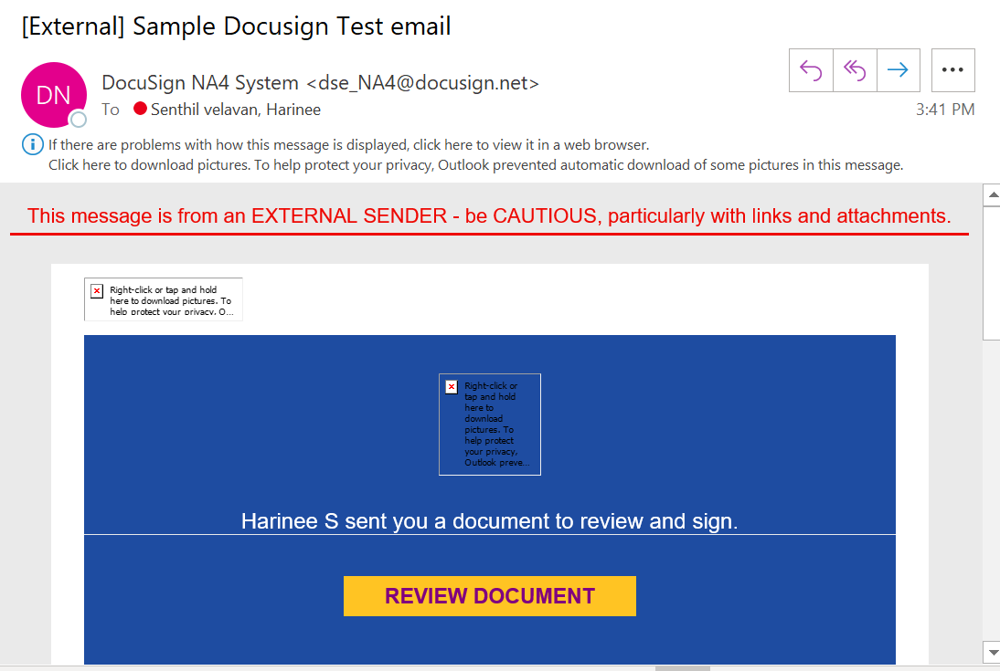 [External] Sample Docusign Test email
DN
DocuSign NA4 System <dse_NA4@docusign.net>
To Senthil velavan, Harinee
3:41 PM
If there are problems with how this message is displayed, click here to view it in a web browser.
Click here to download pictures. To help protect your privacy, Outlook prevented automatic download of some pictures in this message.
This message is from an EXTERNAL SENDER - be CAUTIOUS, particularly with links and attachments.
Right-click or tap and hold
here to download pictures. To
help protect your privacy, O...
Right-click or
tap and hold
here to
download
pictures. To
help protect
your privacy,
Outlook preve...
Harinee S sent you a document to review and sign.
REVIEW DOCUMENT